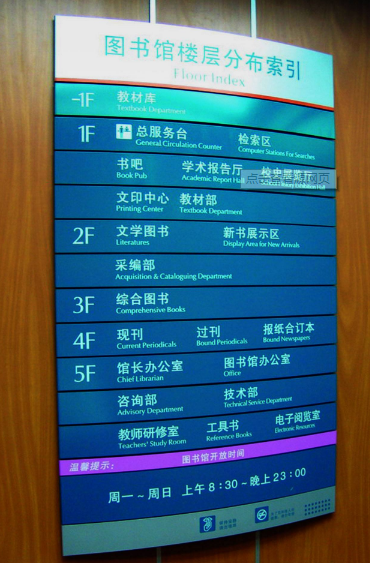 图书馆楼层分布索引
Floor Index
-1F 教材库
Textbook Department
1F 总服务台 检索区
General Circulation Counter Computer Stations For Searches
书吧 学术报告厅 校史展览厅
Book Pub Academic Report Hall Exhibition Hall
文印中心 教材部
Printing Center Textbook Department
2F 文学图书 新书展示区
Literatures Display Area for New Arrivals
采编部
Acquisition & Cataloguing Department
3F 综合图书
Comprehensive Books
4F 现刊 过刊 报纸合订本
Current Periodicals Bound Periodicals Bound Newspapers
5F 馆长办公室 图书馆办公室
Chief Librarian Office
咨询部 技术部
Advisory Department Technical Service Department
教师研修室 工具书 电子阅览室
Teachers' Study Room Reference Books Electronic Resources
温馨提示: 图书馆开放时间
周一~周日 上午8:30~晚上23:00